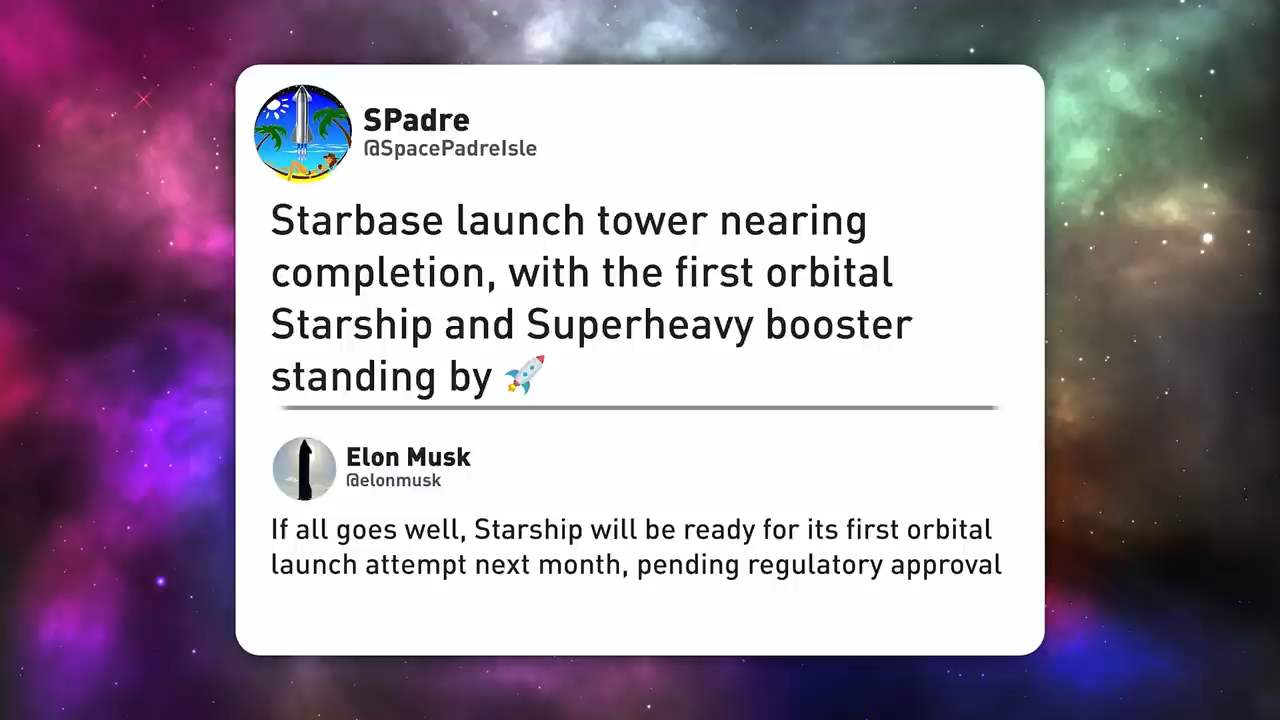 SPadre
@SpacePadreIsle
Starbase launch tower nearing
completion, with the first orbital
Starship and Superheavy booster
standing by 🚀
Elon Musk
@elonmusk
If all goes well, Starship will be ready for its first orbital
launch attempt next month, pending regulatory approval